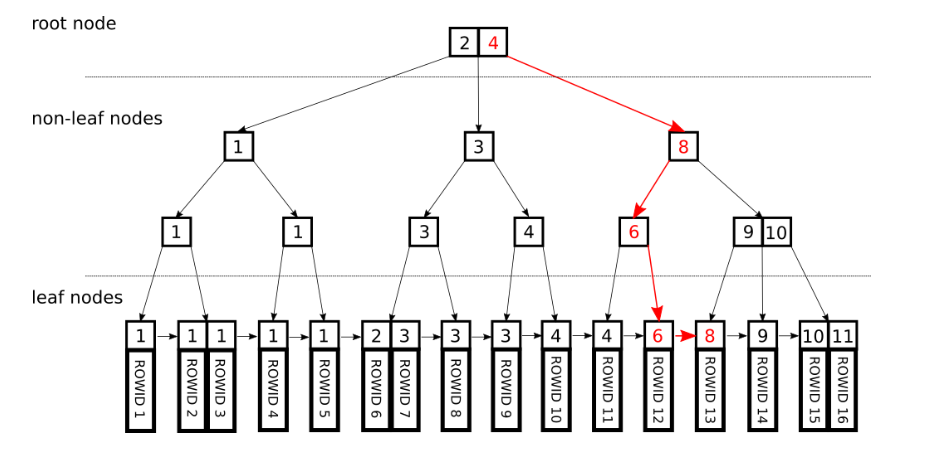 root node
2 4
non-leaf nodes
1 3 8
1 1 3 4 6 9 10
leaf nodes
1 1 1 1 1 2 3 3 3 4 4 6 8 9 10 11
ROWID 1
ROWID 2
ROWID 3
ROWID 4
ROWID 5
ROWID 6
ROWID 7
ROWID 8
ROWID 9
ROWID 10
ROWID 11
ROWID 12
ROWID 13
ROWID 14
ROWID 15
ROWID 16